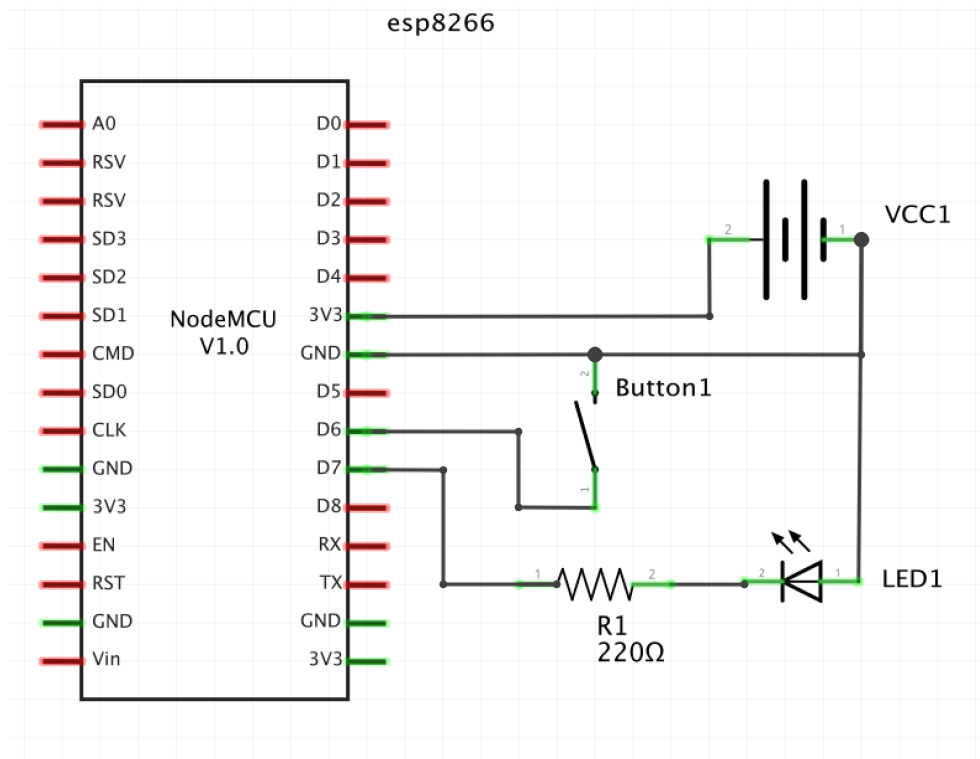 esp8266
A0
D0
RSV
D1
RSV
D2
SD3
D3
SD2
D4
SD1
3V3
CMD
GND
SD0
D5
CLK
D6
GND
D7
3V3
D8
EN
RX
RST
TX
GND
GND
Vin
3V3
NodeMCU
V1.0
2
1
VCC1
2
Button1
1
1
2
R1
220Ω
2
1
LED1